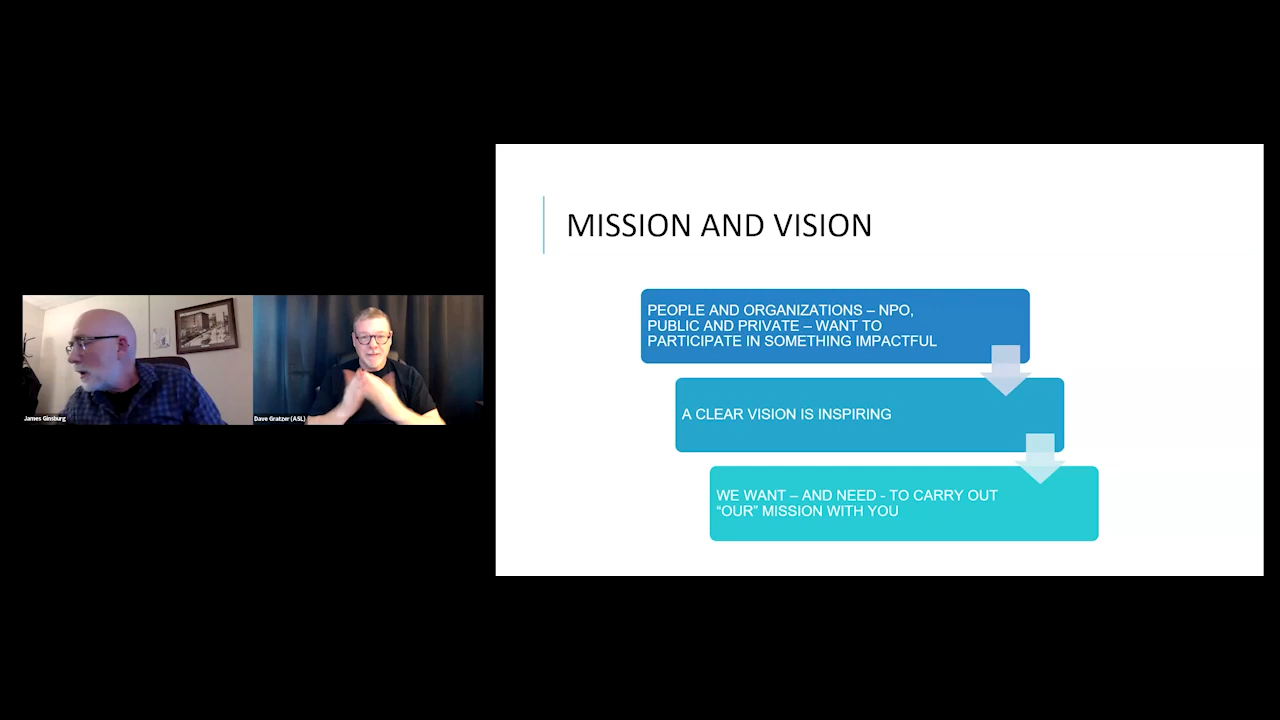 MISSION AND VISION
PEOPLE AND ORGANIZATIONS – NPO,
PUBLIC AND PRIVATE – WANT TO
PARTICIPATE IN SOMETHING IMPACTFUL
A CLEAR VISION IS INSPIRING
WE WANT – AND NEED - TO CARRY OUT
“OUR” MISSION WITH YOU
James Ginsburg
Dave Gratzer (ASL)